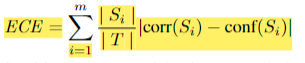 ECE = \sum_{i=1}^{m} \frac{| S_i |}{| T |} |corr(S_i) − conf(S_i)|